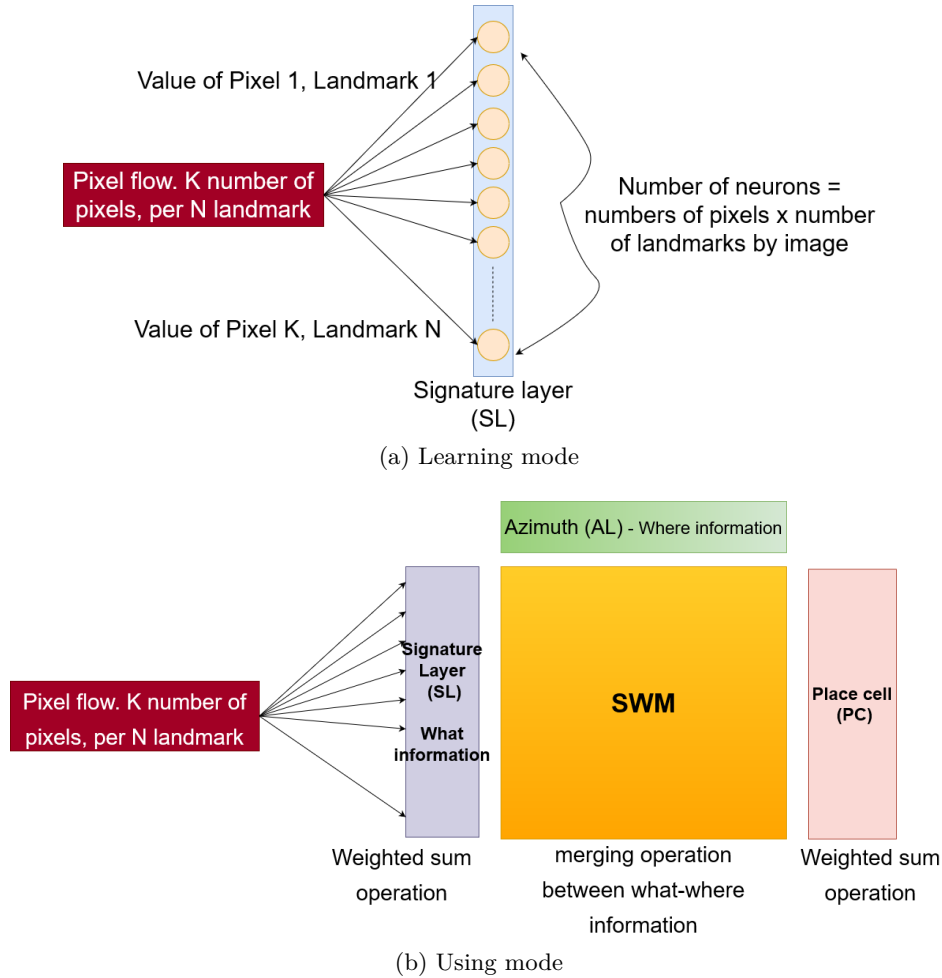 Value of Pixel 1, Landmark 1
Pixel flow. K number of
pixels, per N landmark
Number of neurons =
numbers of pixels x number
of landmarks by image
Value of Pixel K, Landmark N
Signature layer
(SL)
(a) Learning mode
Azimuth (AL) - Where information
Pixel flow. K number of
pixels, per N landmark
Signature
Layer
(SL)
What
information
SWM
Place cell
(PC)
Weighted sum
operation
merging operation
between what-where
information
Weighted sum
operation
(b) Using mode